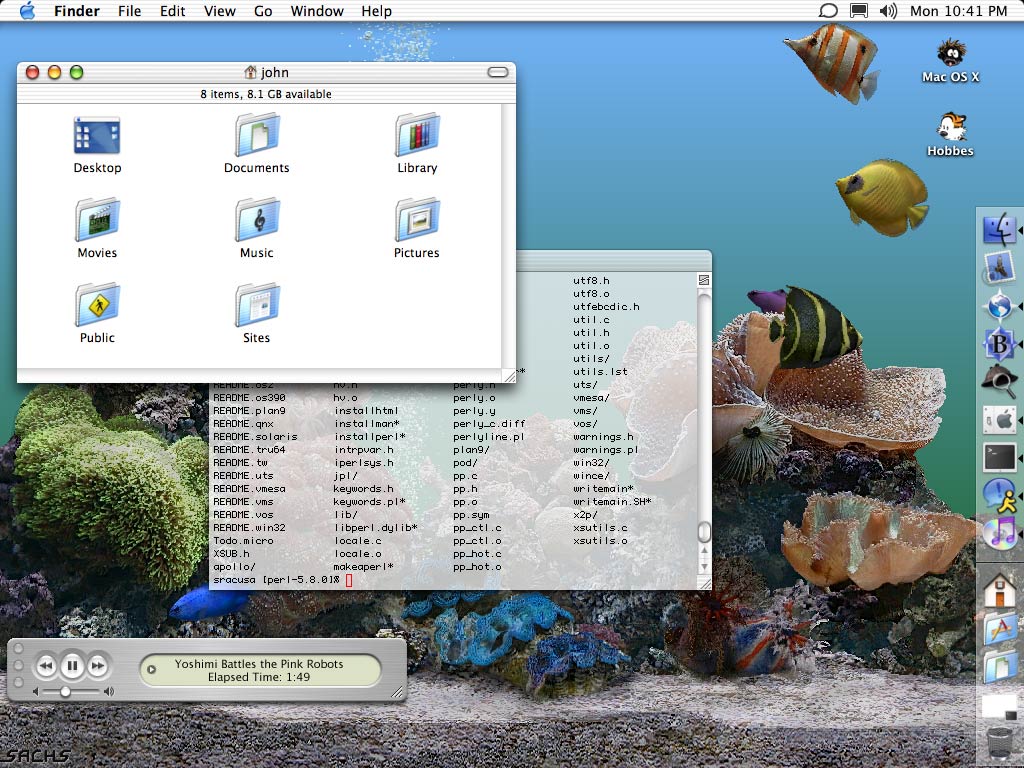 Finder File Edit View Go Window Help Mon 10:41 PM
john
8 items, 8.1 GB available
Desktop Documents Library
Movies Music Pictures
Public Sites
Mac OS X
Hobbes
utf8.h
utf8.o
utfebcdic.h
util.c
util.h
util.o
utils/
* utils.lst
README.os2 hv.h perly.h uts/
README.os390 hv.o perly.o vmesa/
README.plan9 installhtml perly.y vms/
README.qnx installman* perly_c.diff vos/
README.solaris installperl* perlyline.pl warnings.h
README.tru64 intrpvar.h plan9/ warnings.pl
README.tw iperlsys.h pod/ win32/
README.uts jpl/ pp.c wince/
README.vmesa keywords.h pp.h writemain*
README.vms keywords.pl* pp.o writemain.SH*
README.vos lib/ pp.sym x2p/
README.win32 libperl.dylib* pp_ctl.c xsutils.c
Todo.micro locale.c pp_ctl.o xsutils.o
XSUB.h locale.o pp_hot.c
apollo/ makeaperl* pp_hot.o
sracusa [perl-5.8.0]%
Yoshimi Battles the Pink Robots
Elapsed Time: 1:49
SACHS